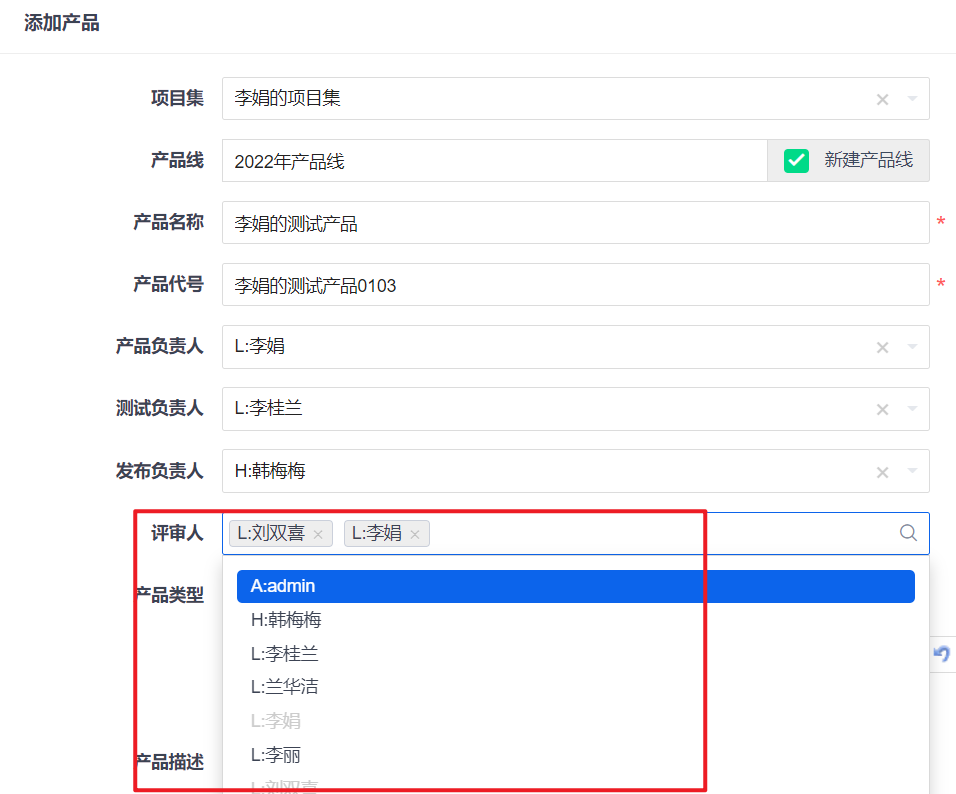 添加产品
项目集 李娟的项目集
产品线 2022年产品线 新建产品线
产品名称 李娟的测试产品 *
产品代号 李娟的测试产品0103 *
产品负责人 L:李娟
测试负责人 L:李桂兰
发布负责人 H:韩梅梅
评审人 L:刘双喜 L:李娟
A:admin
产品类型
H:韩梅梅
L:李桂兰
L:兰华洁
L:李娟
L:李丽
产品描述
L:刘双喜